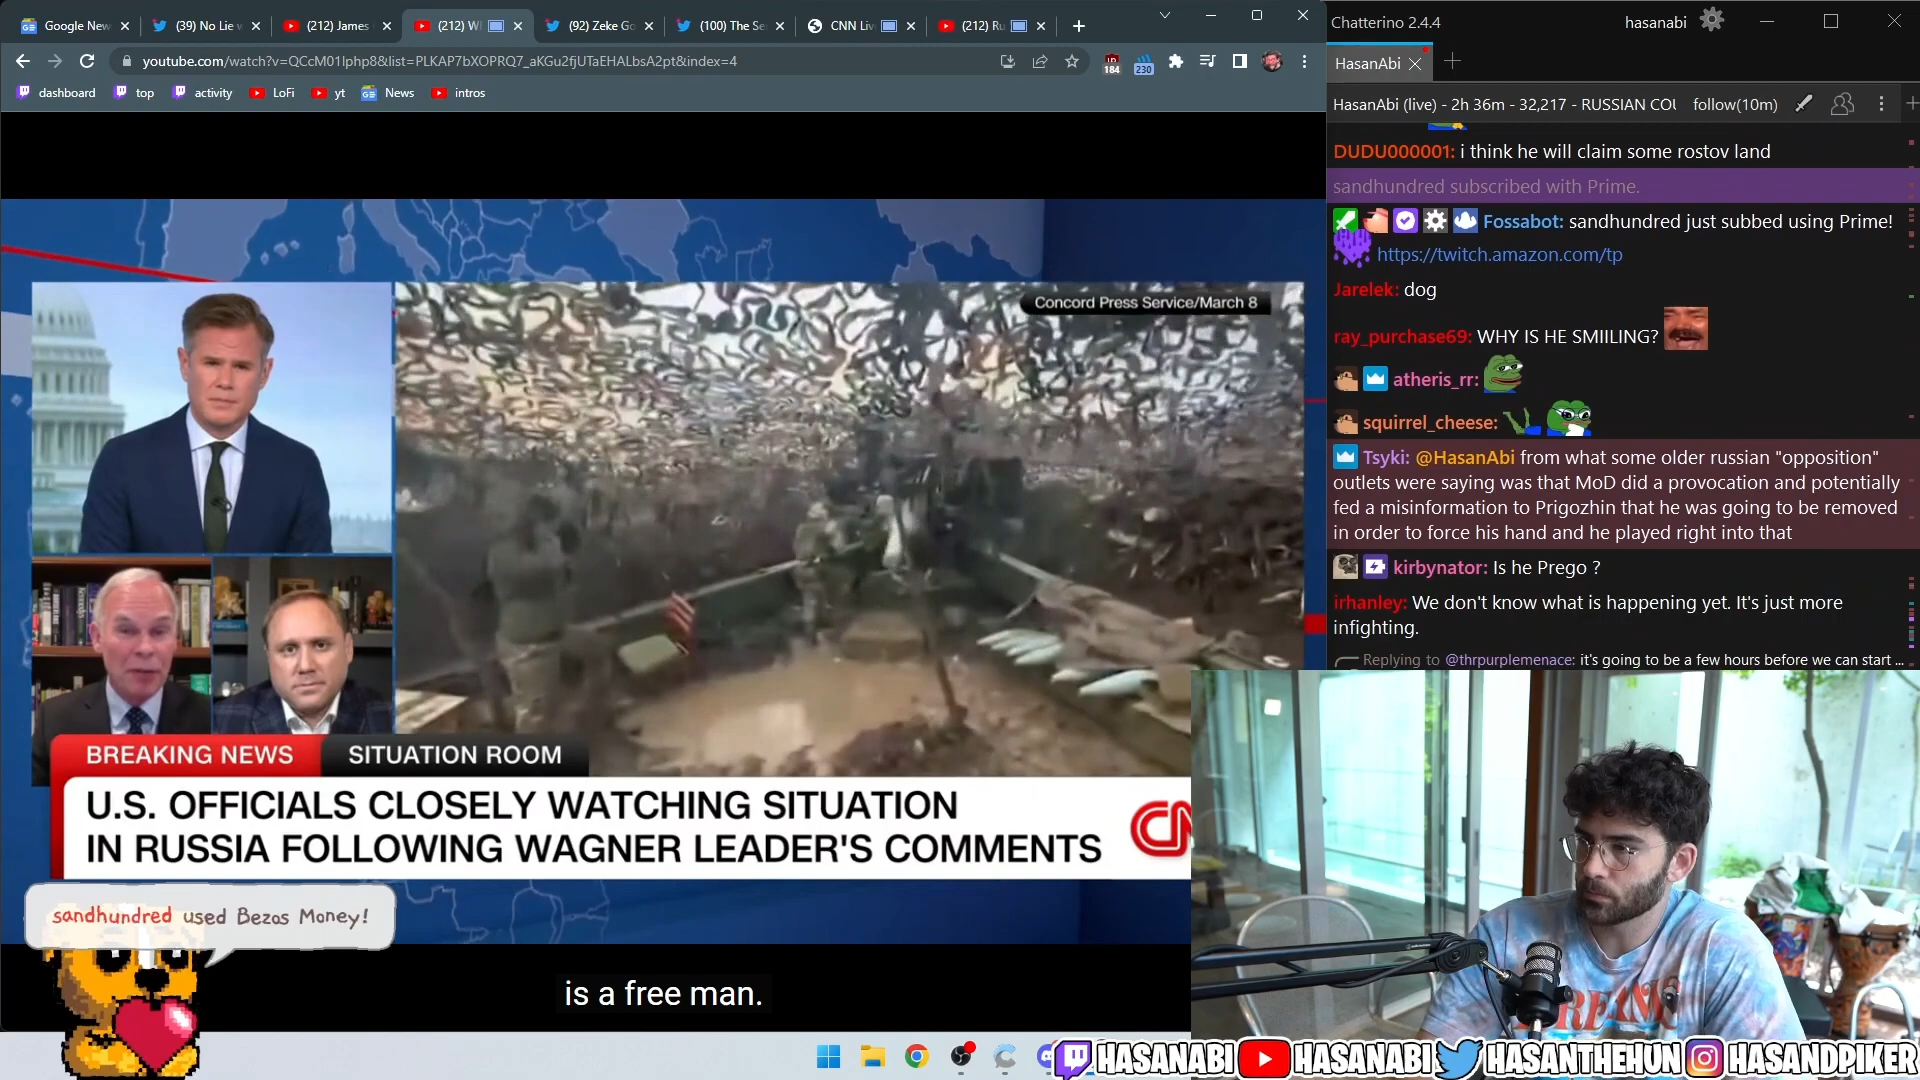 Google New
(39) No Lie w
(212) James
(212) W
(92) Zeke Go
(100) The Se
CNN Liv
(212) Ru
youtube.com/watch?v=QCcM01lphp8&list=PLKAP7bXOPRQ7_aKGu2fjUTaEHALbsA2pt&index=4
184
230
dashboard
top
activity
LoFi
yt
News
intros
Concord Press Service/March 8
BREAKING NEWS
SITUATION ROOM
U.S. OFFICIALS CLOSELY WATCHING SITUATION
IN RUSSIA FOLLOWING WAGNER LEADER'S COMMENTS
sandhundred used Bezos Money!
is a free man.
Chatterino 2.4.4
hasanabi
HasanAbi
HasanAbi (live) - 2h 36m - 32,217 - RUSSIAN COU
follow(10m)
DUDU000001: i think he will claim some rostov land
sandhundred subscribed with Prime.
Fossabot: sandhundred just subbed using Prime!
https://twitch.amazon.com/tp
Jarelek: dog
ray_purchase69: WHY IS HE SMIILING?
atheris_rr:
squirrel_cheese:
Tsyki: @HasanAbi from what some older russian "opposition"
outlets were saying was that MoD did a provocation and potentially
fed a misinformation to Prigozhin that he was going to be removed
in order to force his hand and he played right into that
kirbynator: Is he Prego ?
irhanley: We don't know what is happening yet. It's just more
infighting.
Replying to @thrpurplemenace: it's going to be a few hours before we can start ...
HASANABI
HASANABI
HASANTHEHUN
HASANDPIKER